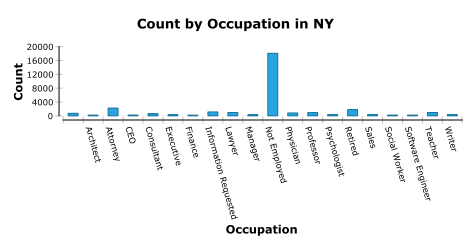 Count by Occupation in NY
Count
20000
16000
12000
8000
4000
0
Architect
Attorney
CEO
Consultant
Executive
Finance
Information Requested
Lawyer
Manager
Not Employed
Physician
Professor
Psychologist
Retired
Sales
Social Worker
Software Engineer
Teacher
Writer
Occupation